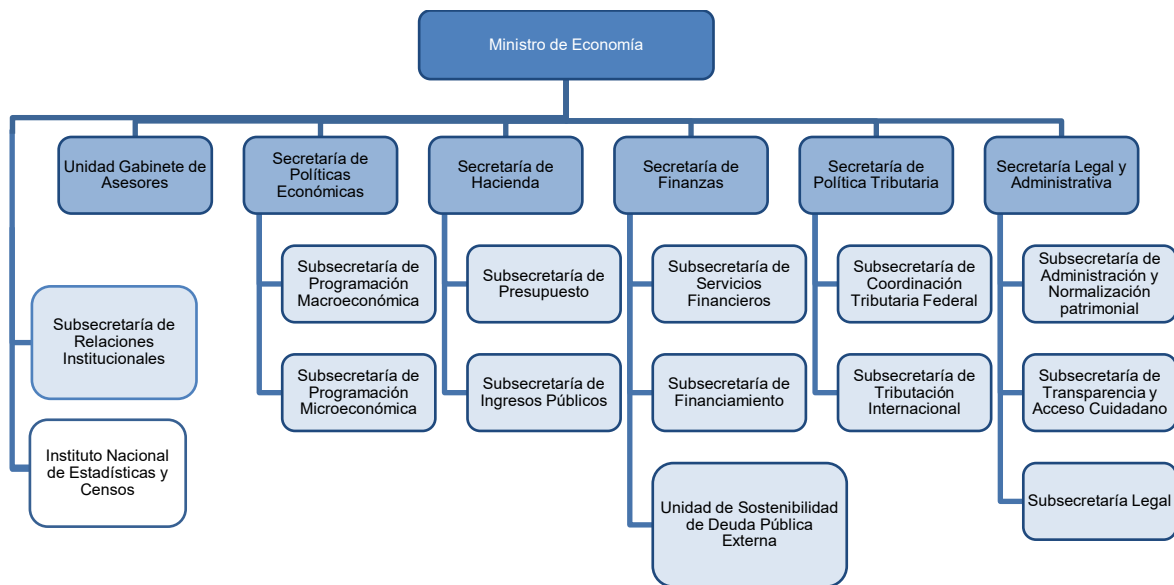 Ministro de Economía
Unidad Gabinete de
Asesores
Secretaría de
Políticas
Económicas
Secretaría de
Hacienda
Secretaría de
Finanzas
Secretaría de
Política Tributaria
Secretaría Legal y
Administrativa
Subsecretaría de
Programación
Macroeconómica
Subsecretaría de
Presupuesto
Subsecretaría de
Servicios
Financieros
Subsecretaría de
Coordinación
Tributaria Federal
Subsecretaría de
Administración y
Normalización
patrimonial
Subsecretaría de
Relaciones
Institucionales
Subsecretaría de
Programación
Microeconómica
Subsecretaría de
Ingresos Públicos
Subsecretaría de
Financiamiento
Subsecretaría de
Tributación
Internacional
Subsecretaría de
Transparencia y
Acceso Cuidadano
Instituto Nacional
de Estadísticas y
Censos
Unidad de Sostenibilidad
de Deuda Pública
Externa
Subsecretaría Legal